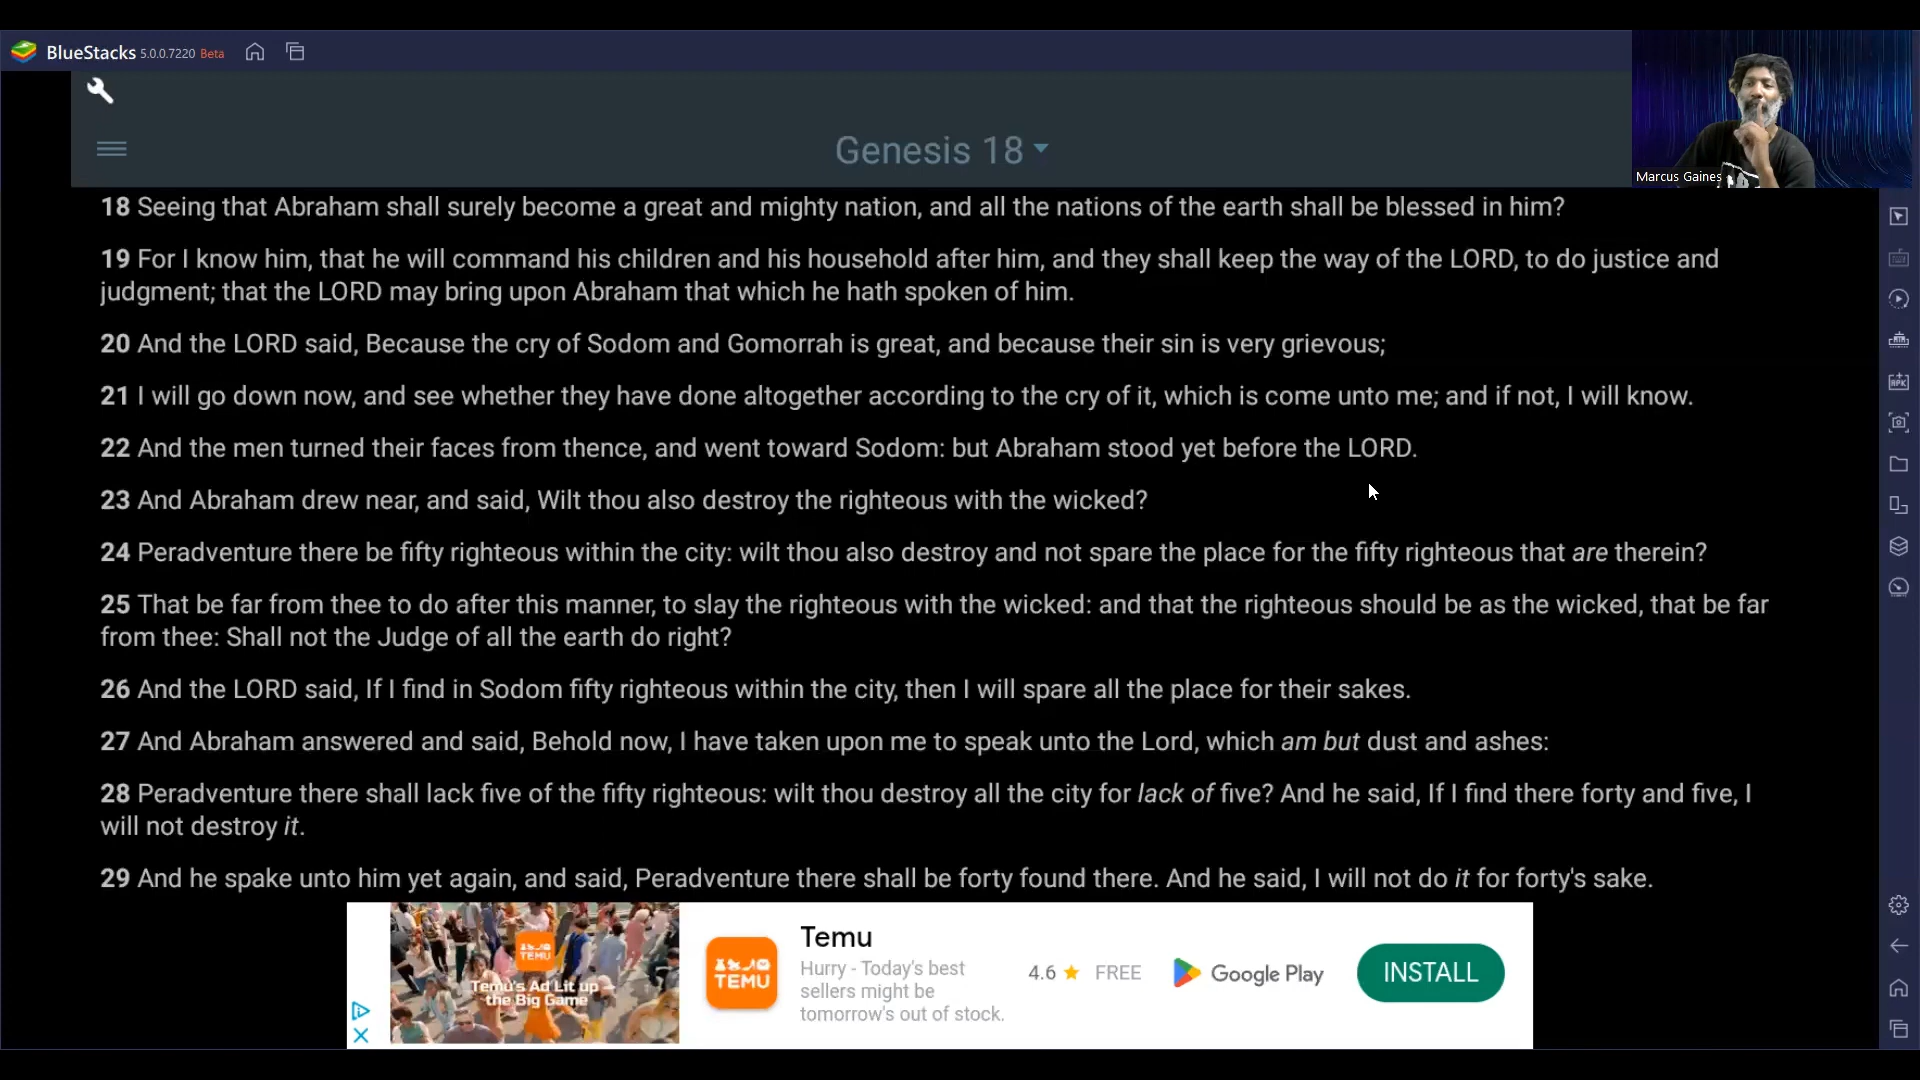 BlueStacks 5.0.0.7220 Beta
Marcus Gaines
Genesis 18
18 Seeing that Abraham shall surely become a great and mighty nation, and all the nations of the earth shall be blessed in him?
19 For I know him, that he will command his children and his household after him, and they shall keep the way of the LORD, to do justice and
judgment; that the LORD may bring upon Abraham that which he hath spoken of him.
20 And the LORD said, Because the cry of Sodom and Gomorrah is great, and because their sin is very grievous;
21 I will go down now, and see whether they have done altogether according to the cry of it, which is come unto me; and if not, I will know.
22 And the men turned their faces from thence, and went toward Sodom: but Abraham stood yet before the LORD.
23 And Abraham drew near, and said, Wilt thou also destroy the righteous with the wicked?
24 Peradventure there be fifty righteous within the city: wilt thou also destroy and not spare the place for the fifty righteous that are therein?
25 That be far from thee to do after this manner, to slay the righteous with the wicked: and that the righteous should be as the wicked, that be far
from thee: Shall not the Judge of all the earth do right?
26 And the LORD said, If I find in Sodom fifty righteous within the city, then I will spare all the place for their sakes.
27 And Abraham answered and said, Behold now, I have taken upon me to speak unto the Lord, which am but dust and ashes:
28 Peradventure there shall lack five of the fifty righteous: wilt thou destroy all the city for lack of five? And he said, If I find there forty and five, I
will not destroy it.
29 And he spake unto him yet again, and said, Peradventure there shall be forty found there. And he said, I will not do it for forty's sake.
TEMU
Temu's Ad Lit up
the Big Game
TEMU
Temu
Hurry - Today's best
sellers might be
tomorrow's out of stock.
4.6 ★ FREE
Google Play
INSTALL